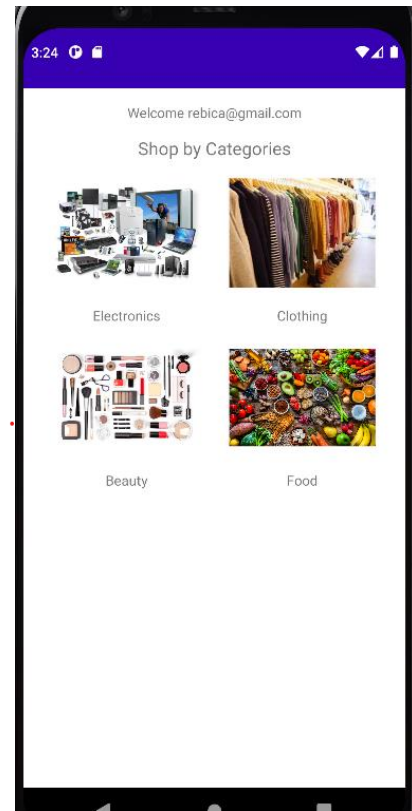 3:24
Welcome rebica@gmail.com
Shop by Categories
Electronics
Clothing
Beauty
Food